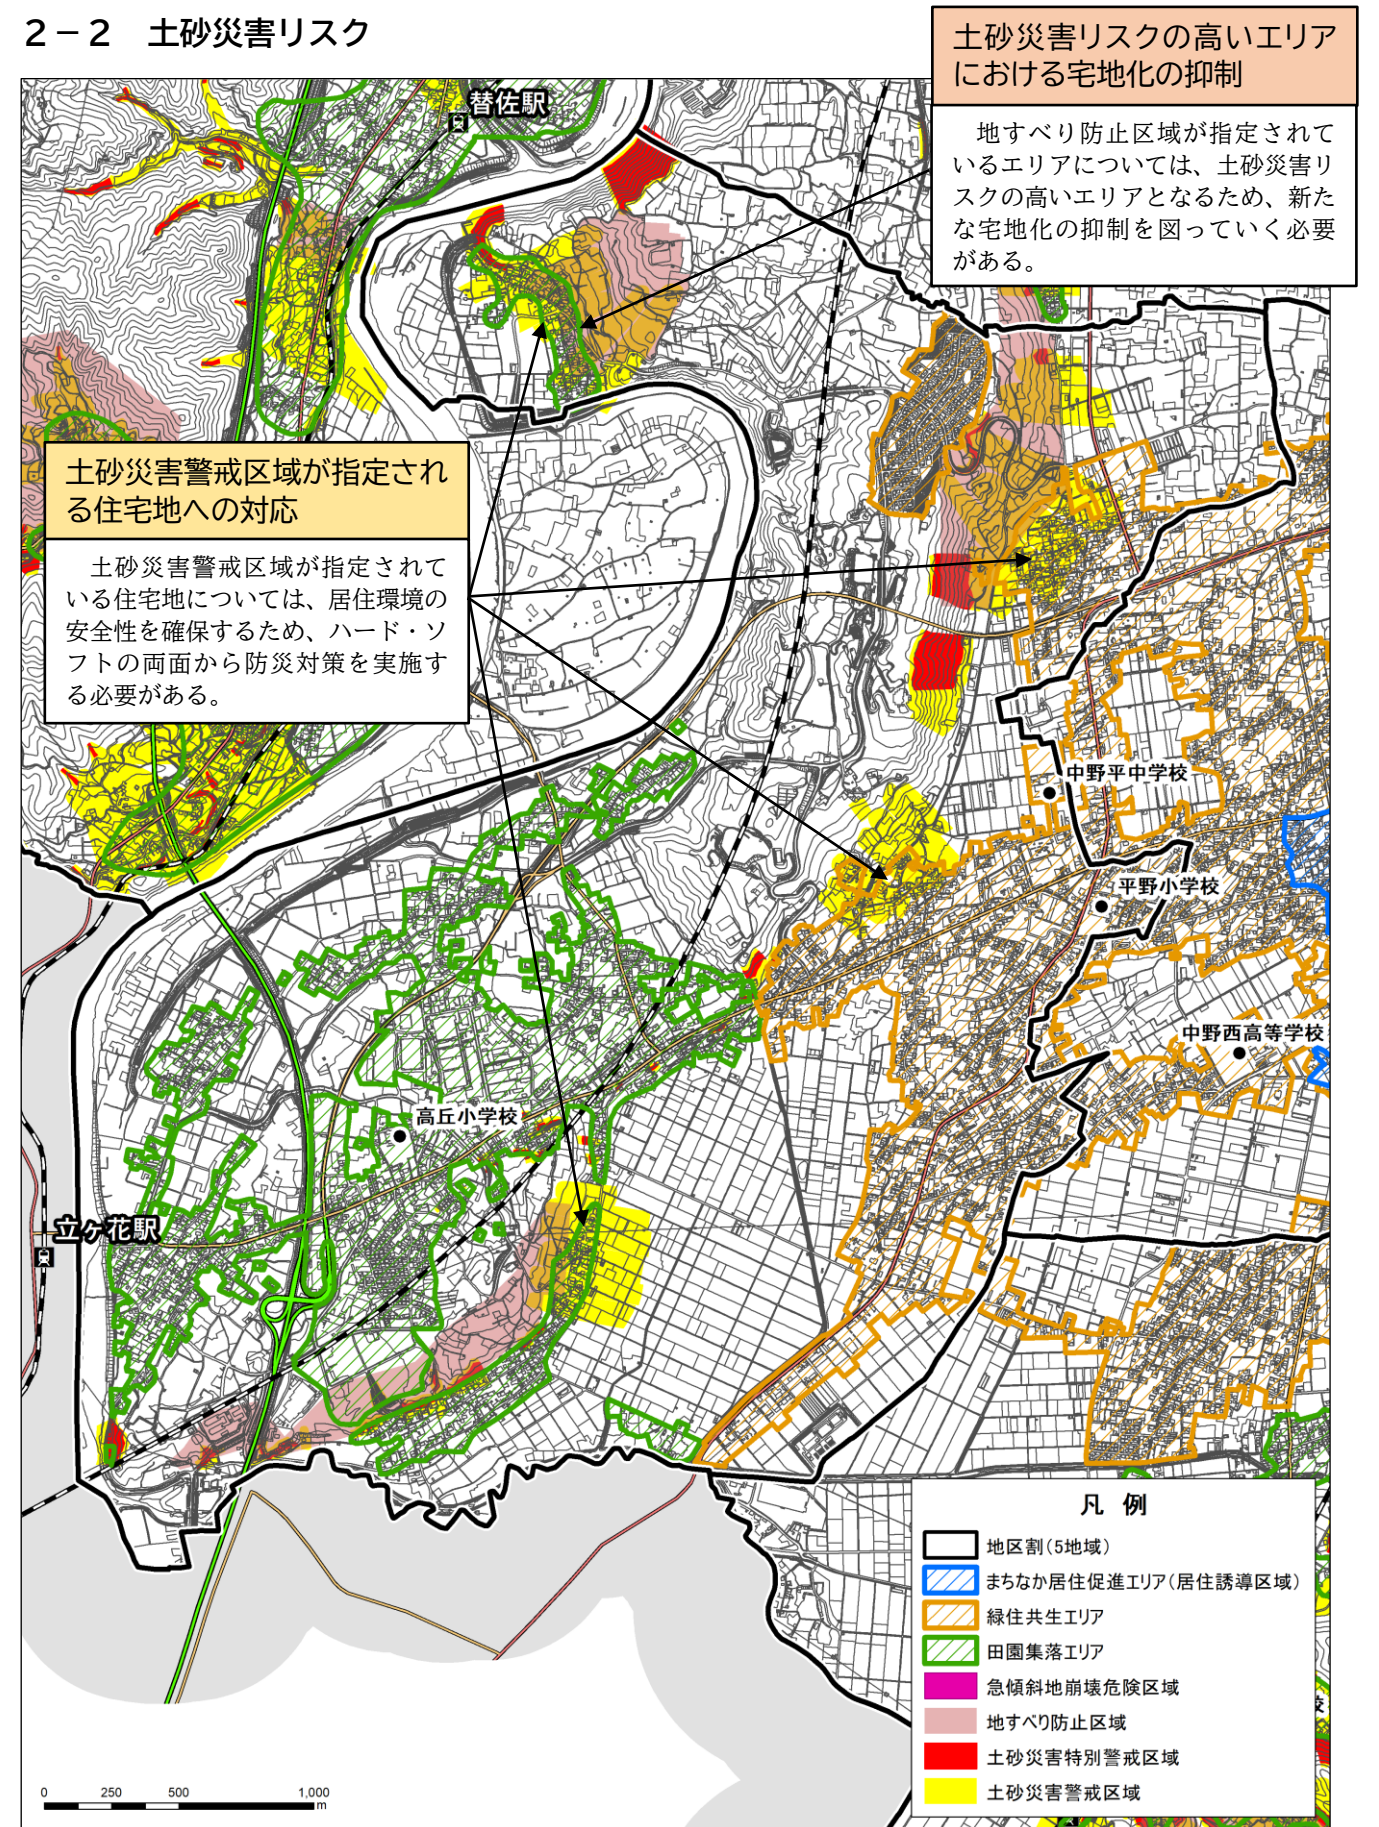 ２－２　土砂災害リスク
土砂災害リスクの高いエリア
における宅地化の抑制
地すべり防止区域が指定されて
いるエリアについては、土砂災害リ
スクの高いエリアとなるため、新た
な宅地化の抑制を図っていく必要
がある。
替佐駅
土砂災害警戒区域が指定され
る住宅地への対応
土砂災害警戒区域が指定されて
いる住宅地については、居住環境の
安全性を確保するため、ハード・ソ
フトの両面から防災対策を実施す
る必要がある。
中野平中学校
平野小学校
中野西高等学校
高丘小学校
立ヶ花駅
凡 例
地区割（5地域）
まちなか居住促進エリア（居住誘導区域）
緑住共生エリア
田園集落エリア
急傾斜地崩壊危険区域
地すべり防止区域
土砂災害特別警戒区域
土砂災害警戒区域
校
0 250 500 1,000
m